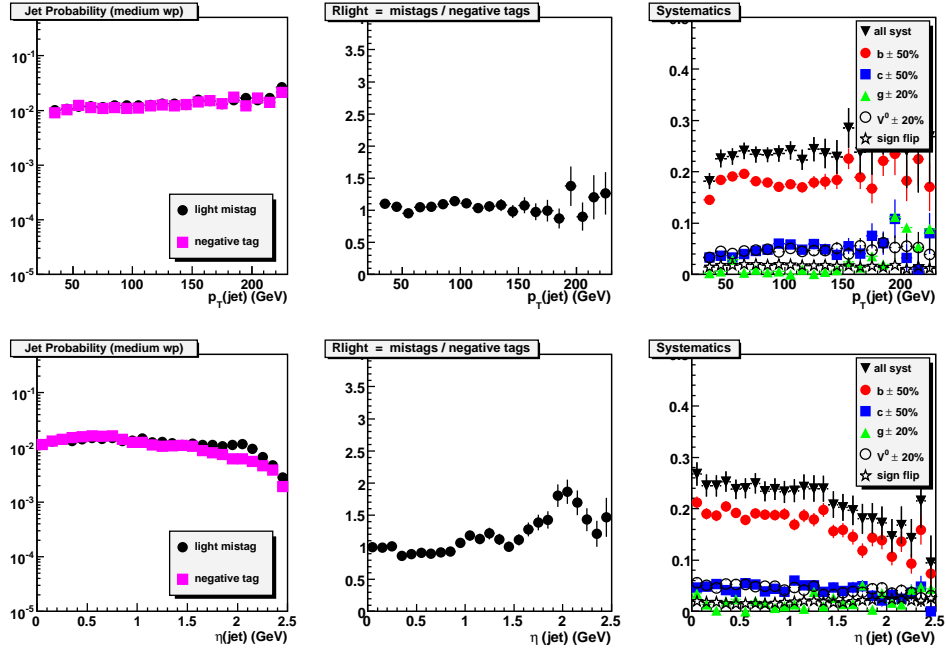 Jet Probability (medium wp)
10^-1
10^-2
10^-3
10^-4
10^-5
light mistag
negative tag
50 100 150 200
p_T(jet) (GeV)
Rlight = mistags / negative tags
4
3.5
3
2.5
2
1.5
1
0.5
0
50 100 150 200
p_T(jet) (GeV)
Systematics
0.5
0.4
0.3
0.2
0.1
0
all syst
b ± 50%
c ± 50%
g ± 20%
V^0 ± 20%
sign flip
50 100 150 200
p_T(jet) (GeV)
Jet Probability (medium wp)
10^-1
10^-2
10^-3
10^-4
10^-5
light mistag
negative tag
0 0.5 1 1.5 2 2.5
η(jet) (GeV)
Rlight = mistags / negative tags
4
3.5
3
2.5
2
1.5
1
0.5
0
0 0.5 1 1.5 2 2.5
η (jet) (GeV)
Systematics
0.5
0.4
0.3
0.2
0.1
0
all syst
b ± 50%
c ± 50%
g ± 20%
V^0 ± 20%
sign flip
0 0.5 1 1.5 2 2.5
η (jet) (GeV)